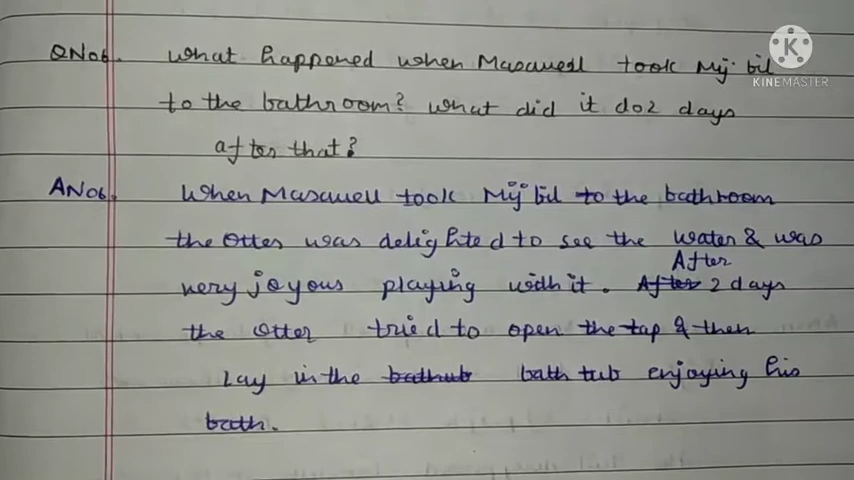 QNO6. What happened when Maxwell took Mij bil
to the bathroom? What did it do 2 days
after that?
ANO6. When Maxwell took Mij bil to the bathroom
the otter was delighted to see the water & was
After
very joyous playing with it. After 2 days
the otter tried to open the tap & then
Lay in the bathub bath tub enjoying his
bath.
K
KINEMASTER